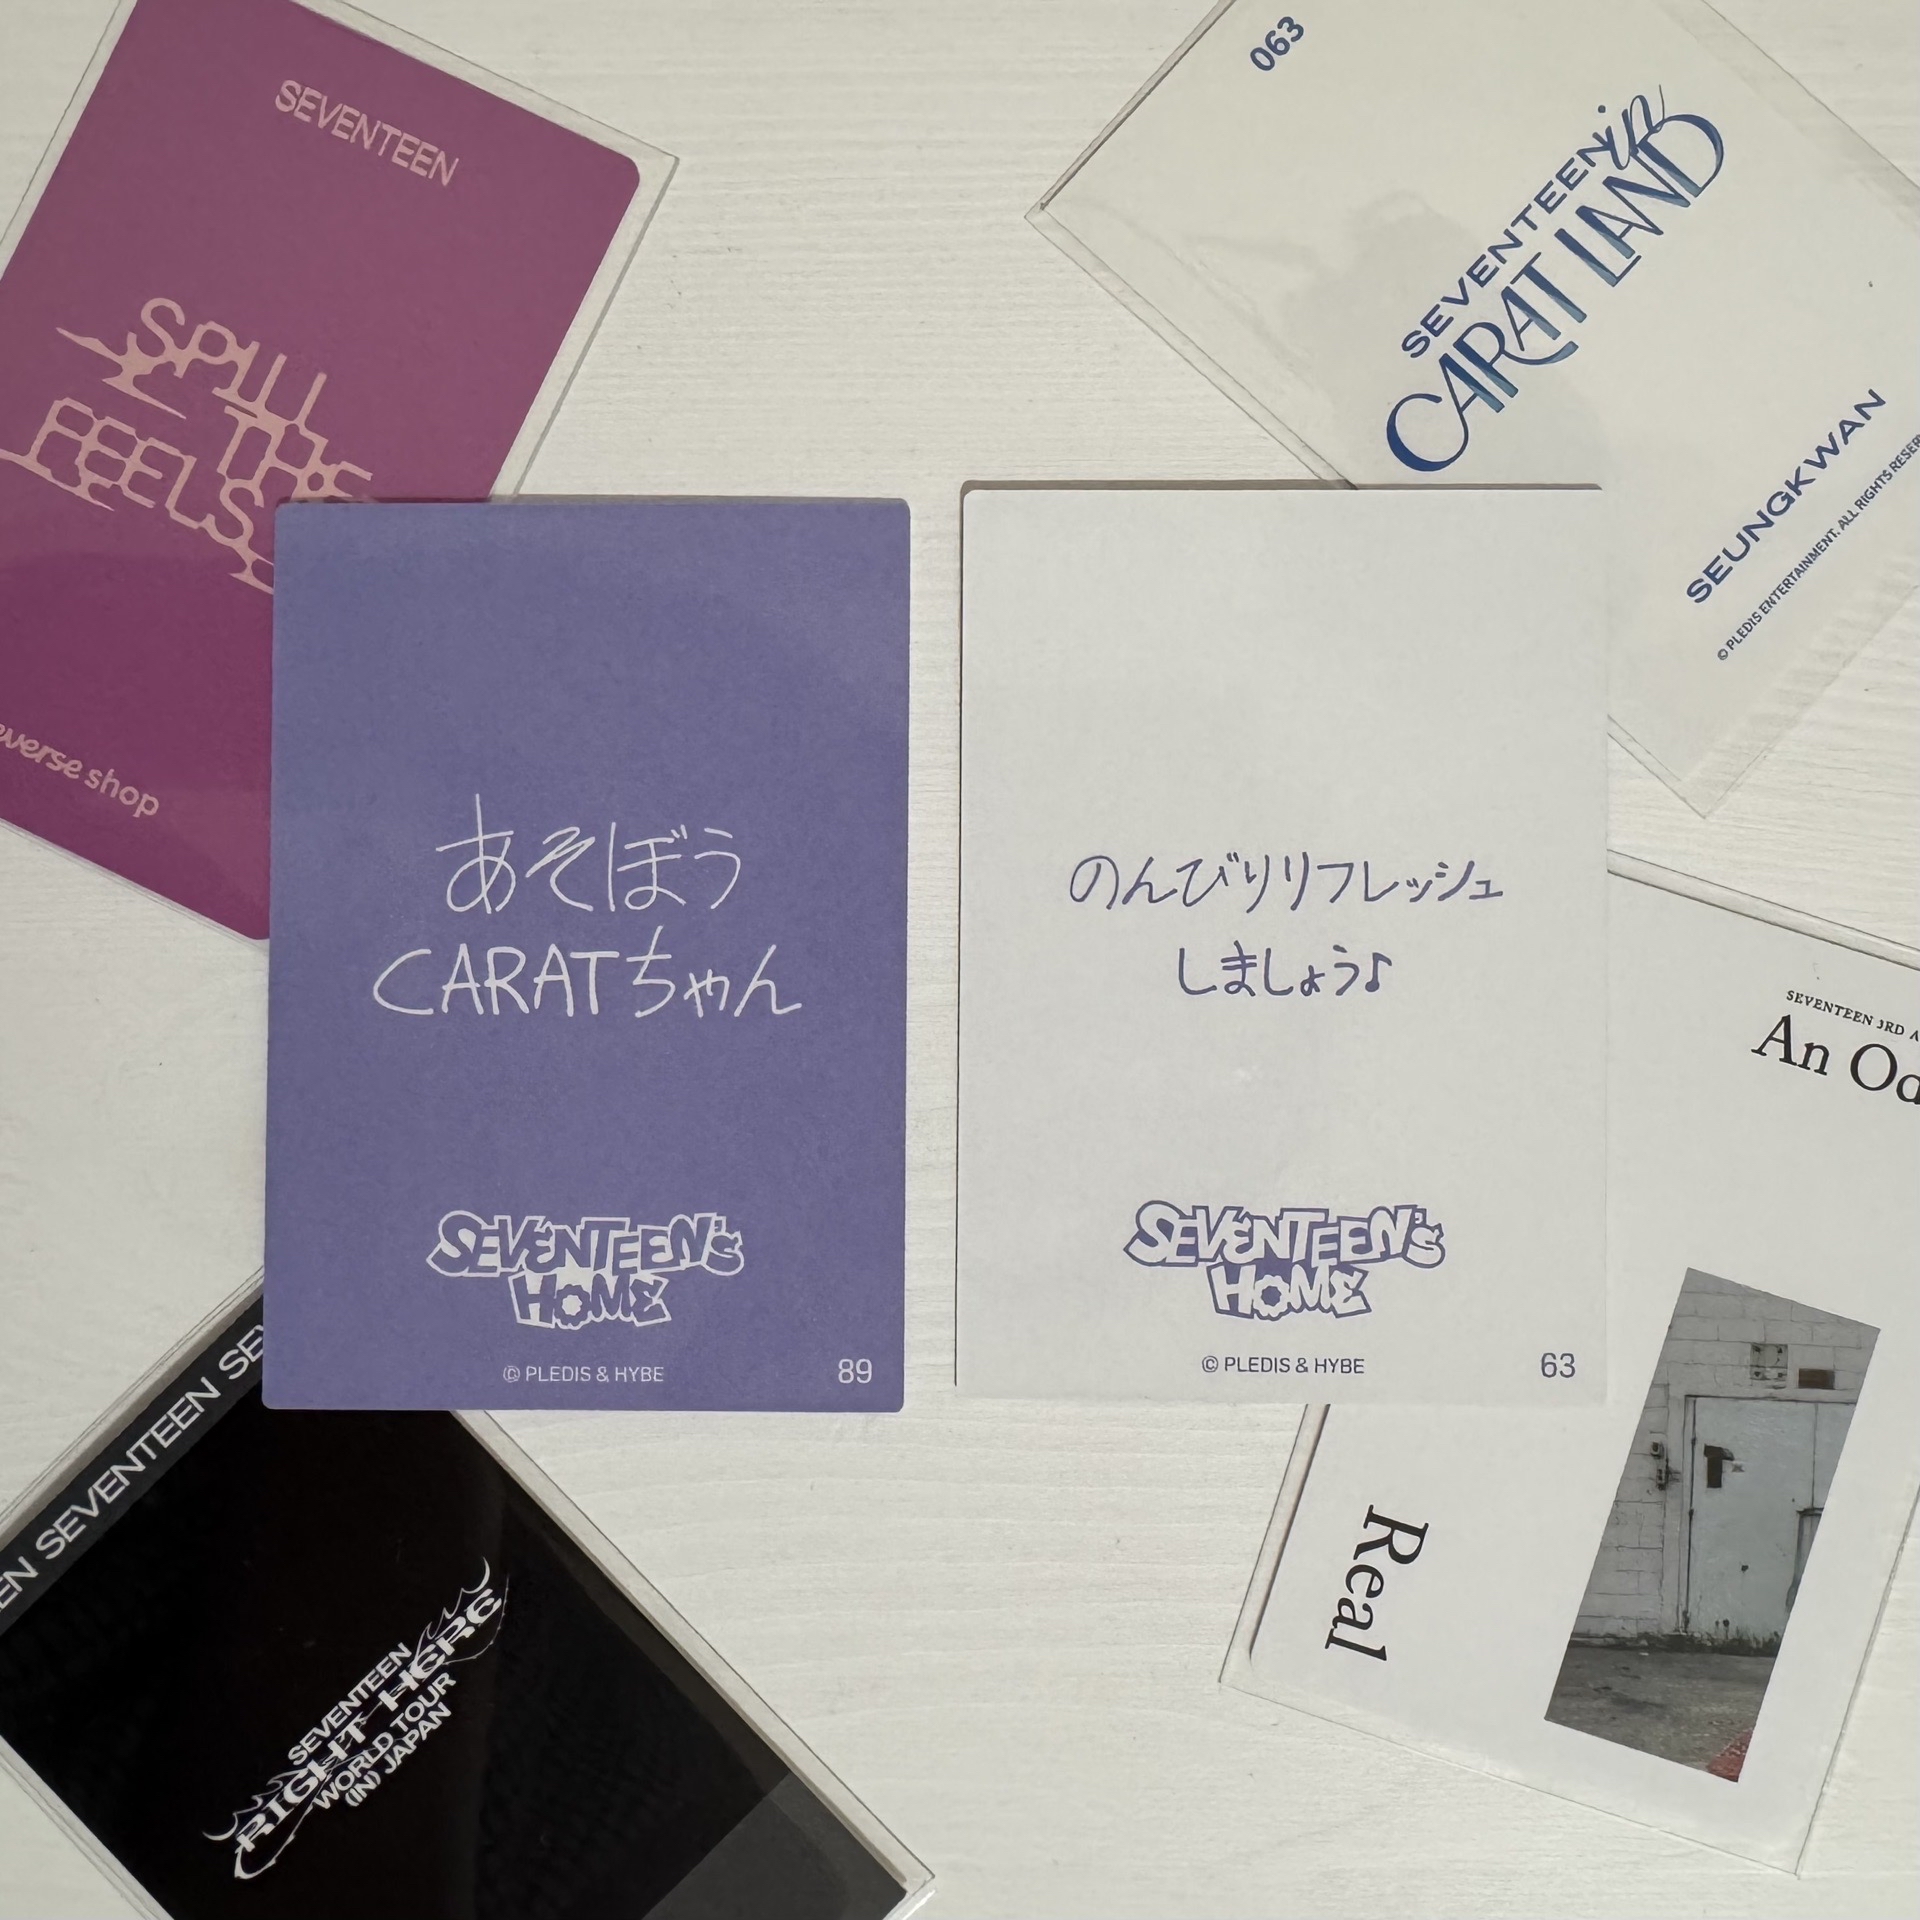 SEVENTEEN
SPILL
THE
FEELS
everse shop
063
SEVENTEEN in
CARAT LAND
SEUNGKWAN
© PLEDIS ENTERTAINMENT. ALL RIGHTS RESER
あそぼう
CARATちゃん
SEVENTEEN'S
HOME
© PLEDIS & HYBE
89
のんびりリフレッシュ
しましょう♪
SEVENTEEN'S
HOME
© PLEDIS & HYBE
63
SEVENTEEN 3RD A
An Od
Real
EEN SEVENTEEN SEVENTEEN SE
SEVENTEEN
RIGHT HERE
WORLD TOUR
(IN) JAPAN